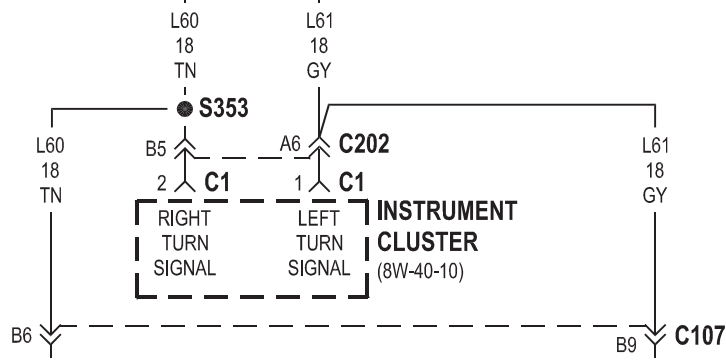 L60
18
TN
L61
18
GY
S353
L60
18
TN
B5
A6
C202
L61
18
GY
2
C1
1
C1
RIGHT
TURN
SIGNAL
LEFT
TURN
SIGNAL
INSTRUMENT
CLUSTER
(8W-40-10)
B6
B9
C107